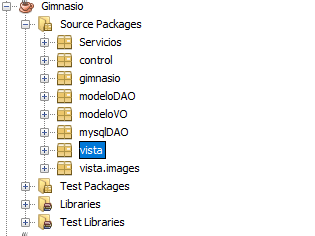 Gimnasio
Source Packages
Servicios
control
gimnasio
modeloDAO
modeloVO
mysqlDAO
vista
vista.images
Test Packages
Libraries
Test Libraries